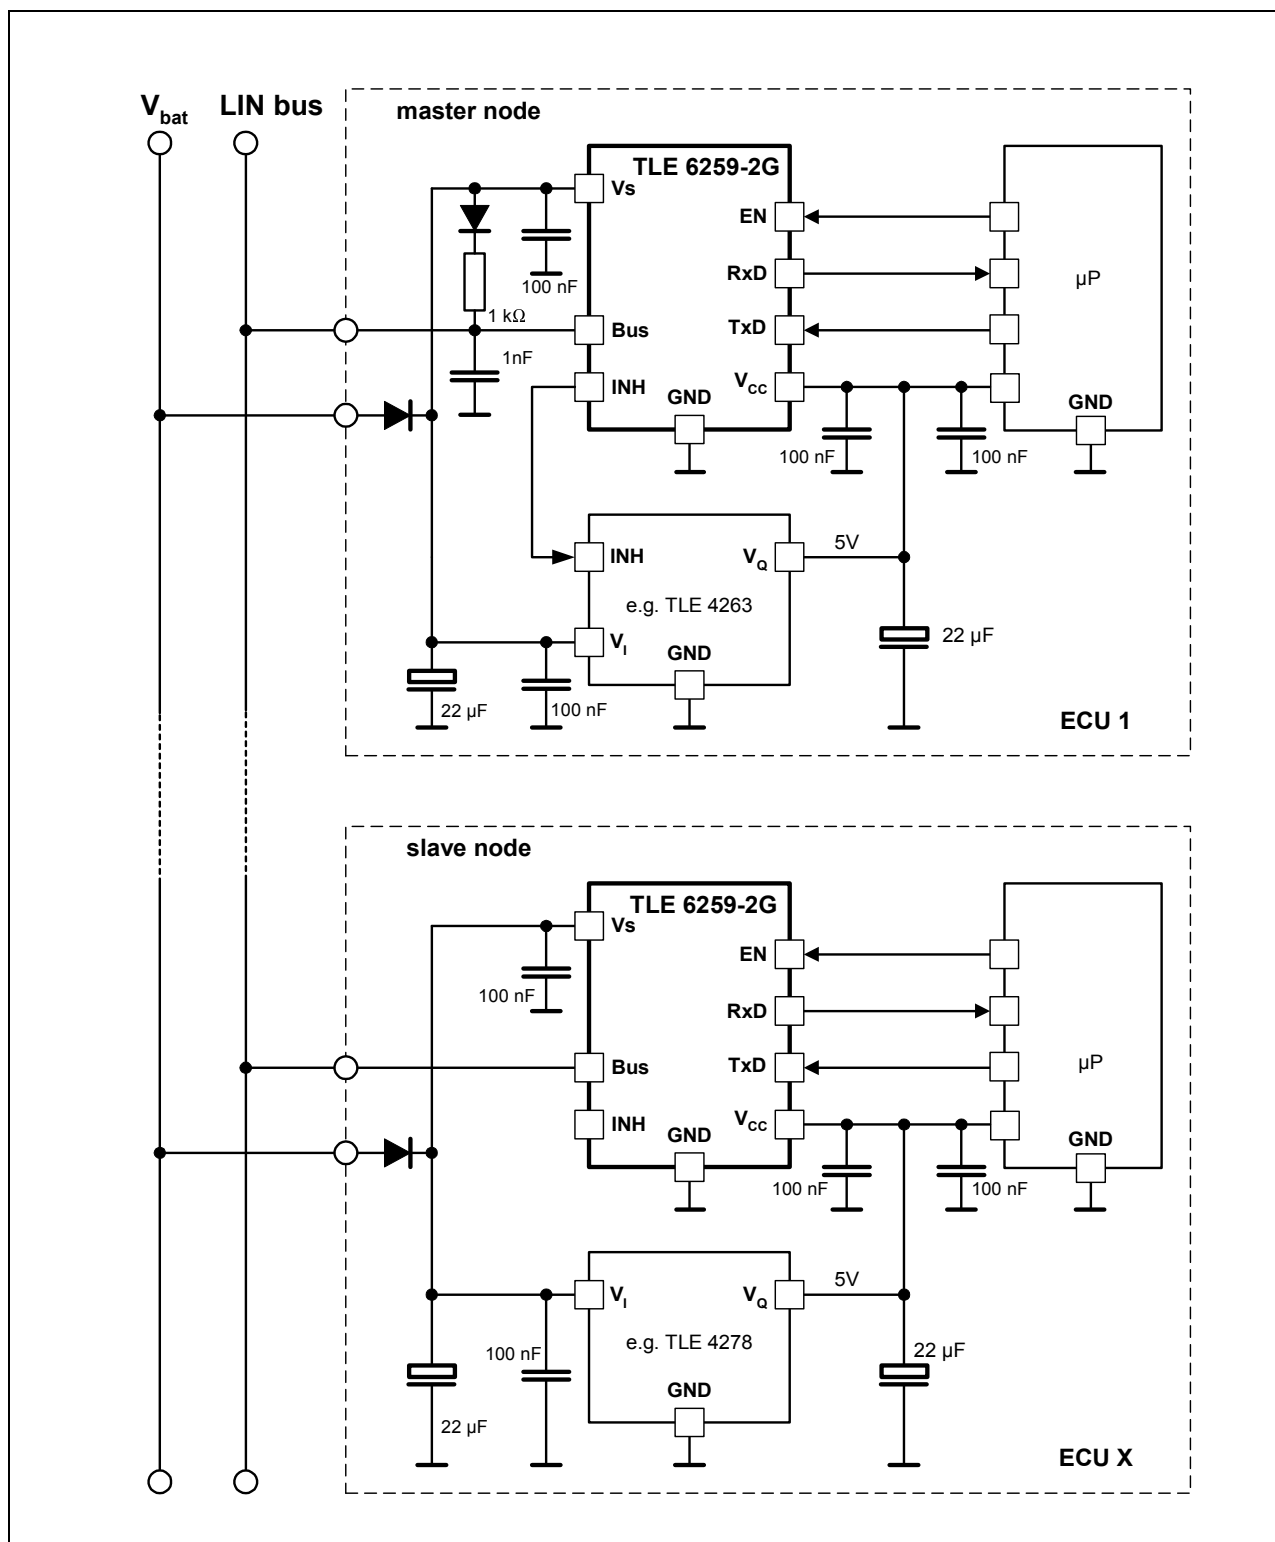 V_bat LIN bus
master node
TLE 6259-2G
Vs
EN
RxD
µP
100 nF
1 kΩ
Bus
TxD
1nF
INH
V_CC
GND
GND
100 nF
100 nF
INH
V_Q
5V
e.g. TLE 4263
V_I
GND
22 µF
22 µF
100 nF
ECU 1
slave node
TLE 6259-2G
Vs
EN
100 nF
RxD
Bus
TxD
µP
INH
V_CC
GND
GND
100 nF
100 nF
V_I
V_Q
5V
e.g. TLE 4278
100 nF
22 µF
GND
22 µF
ECU X